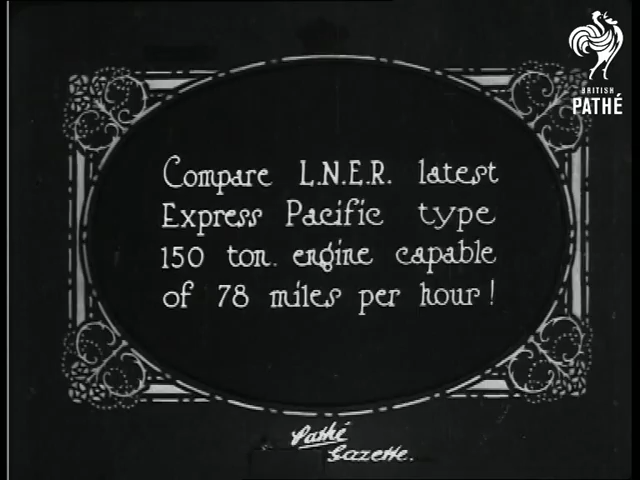 BRITISH
PATHÉ
Compare L.N.E.R. latest
Express Pacific type
150 ton. engine capable
of 78 miles per hour!
Pathé
Gazette.